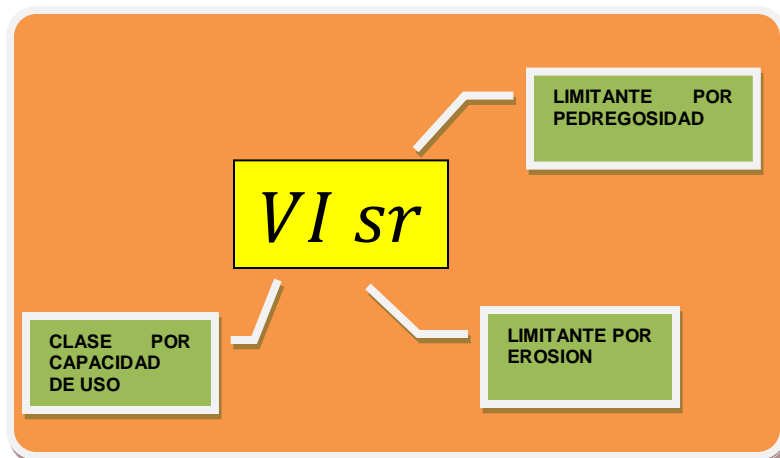 LIMITANTE POR
PEDREGOSIDAD
VI sr
CLASE POR
CAPACIDAD
DE USO
LIMITANTE POR
EROSION